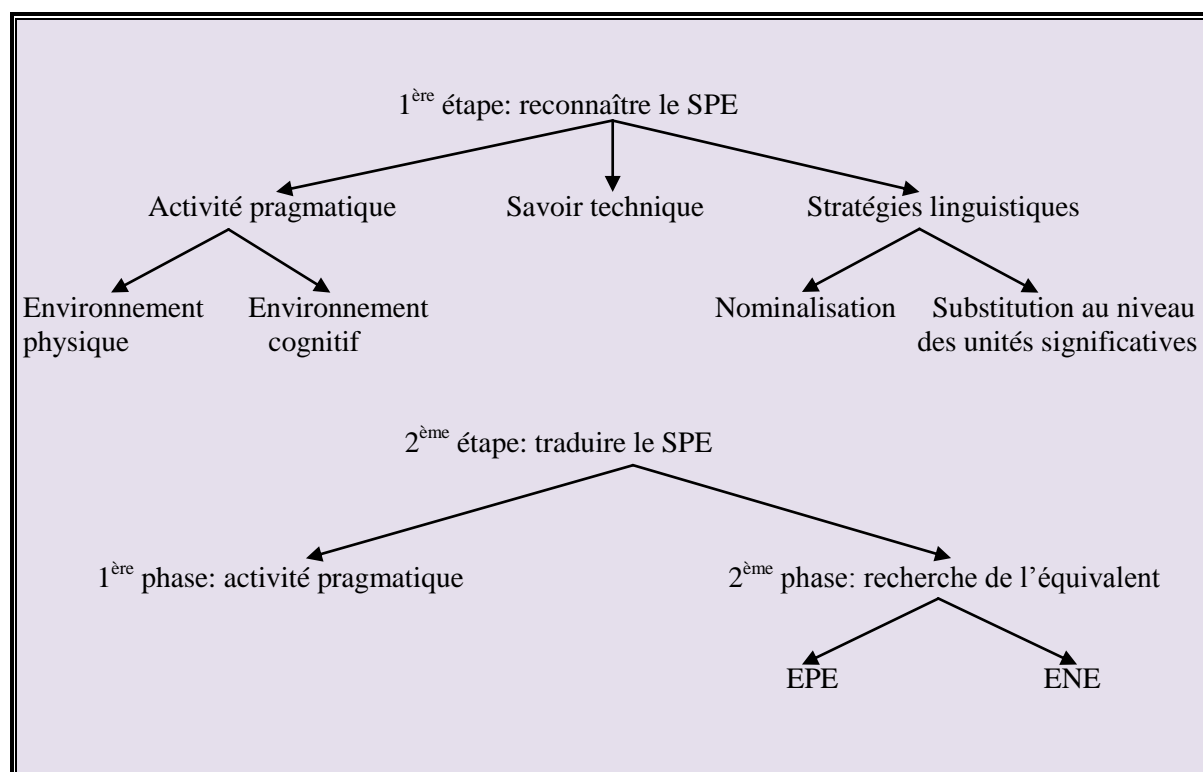 1ère étape: reconnaître le SPE
Activité pragmatique Savoir technique Stratégies linguistiques
Environnement Environnement Nominalisation Substitution au niveau
physique cognitif des unités significatives
2ème étape: traduire le SPE
1ère phase: activité pragmatique 2ème phase: recherche de l’équivalent
EPE ENE